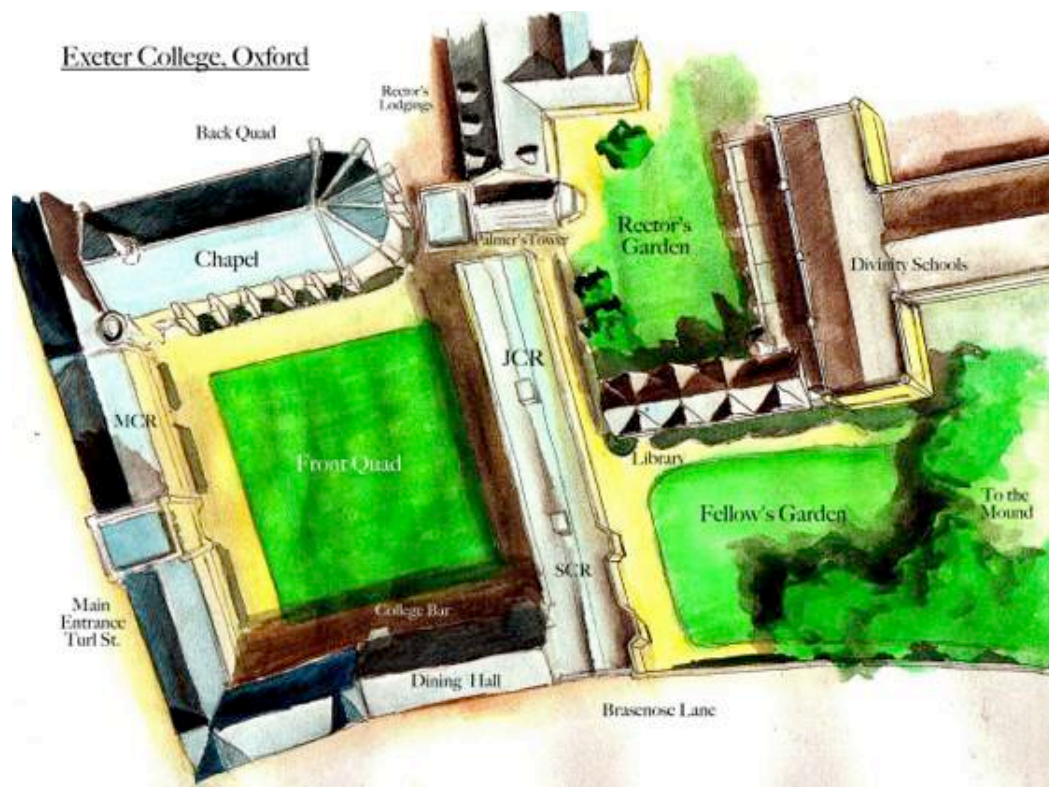 Exeter College, Oxford
Rector's
Lodgings
Back Quad
Palmer's Tower
Rector's
Garden
Chapel
Divinity Schools
JCR
MCR
Front Quad
Library
Fellow's Garden
To the
Mound
SCR
Main
Entrance
Turl St.
College Bar
Dining Hall
Brasenose Lane